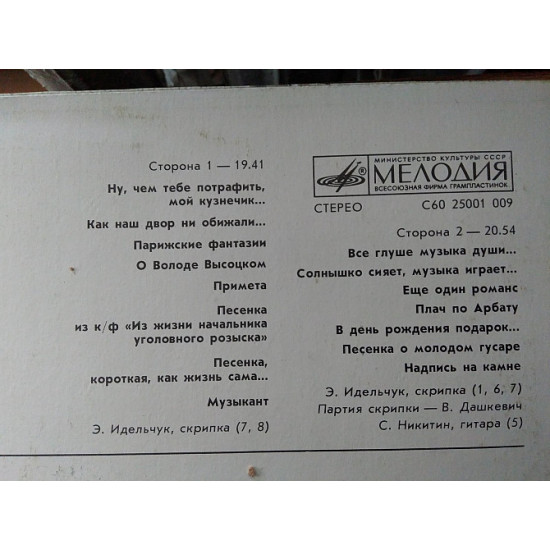 Сторона 1 — 19.41
Ну, чем тебе потрафить,
мой кузнечик...
Как наш двор ни обижали...
Парижские фантазии
О Володе Высоцком
Примета
Песенка
из к/ф «Из жизни начальника
уголовного розыска»
Песенка,
короткая, как жизнь сама...
Музыкант
Э. Идельчук, скрипка (7, 8)
МИНИСТЕРСТВО КУЛЬТУРЫ СССР
МЕЛОДИЯ
ВСЕСОЮЗНАЯ ФИРМА ГРАМПЛАСТИНОК
СТЕРЕО С60 25001 009
Сторона 2 — 20.54
Все глуше музыка души...
Солнышко сияет, музыка играет...
Еще один романс
Плач по Арбату
В день рождения подарок...
Песенка о молодом гусаре
Надпись на камне
Э. Идельчук, скрипка (1, 6, 7)
Партия скрипки — В. Дашкевич
С. Никитин, гитара (5)